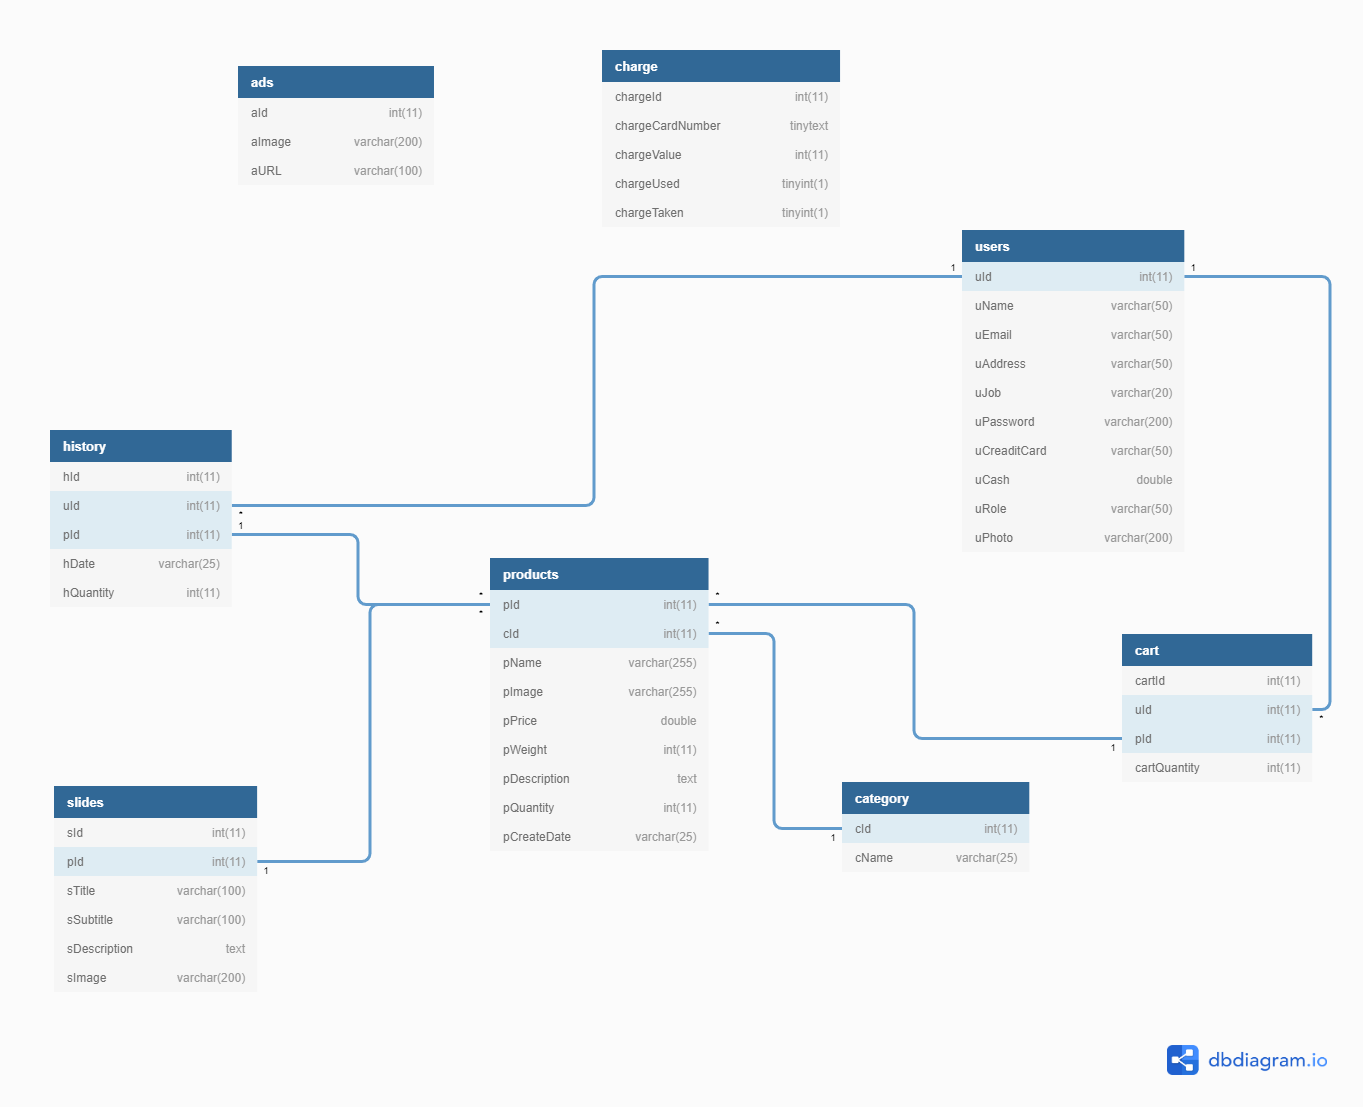 ads
aId int(11)
aImage varchar(200)
aURL varchar(100)
charge
chargeId int(11)
chargeCardNumber tinytext
chargeValue int(11)
chargeUsed tinyint(1)
chargeTaken tinyint(1)
users
1
1
uId int(11)
uName varchar(50)
uEmail varchar(50)
uAddress varchar(50)
uJob varchar(20)
uPassword varchar(200)
uCreaditCard varchar(50)
uCash double
uRole varchar(50)
uPhoto varchar(200)
history
hId int(11)
uId int(11)
*
1
pId int(11)
hDate varchar(25)
hQuantity int(11)
products
*
*
*
pId int(11)
*
cId int(11)
pName varchar(255)
pImage varchar(255)
pPrice double
pWeight int(11)
pDescription text
pQuantity int(11)
pCreateDate varchar(25)
cart
cartId int(11)
uId int(11)
*
pId int(11)
1
cartQuantity int(11)
category
cId int(11)
1
cName varchar(25)
slides
sId int(11)
pId int(11)
1
sTitle varchar(100)
sSubtitle varchar(100)
sDescription text
sImage varchar(200)
dbdiagram.io